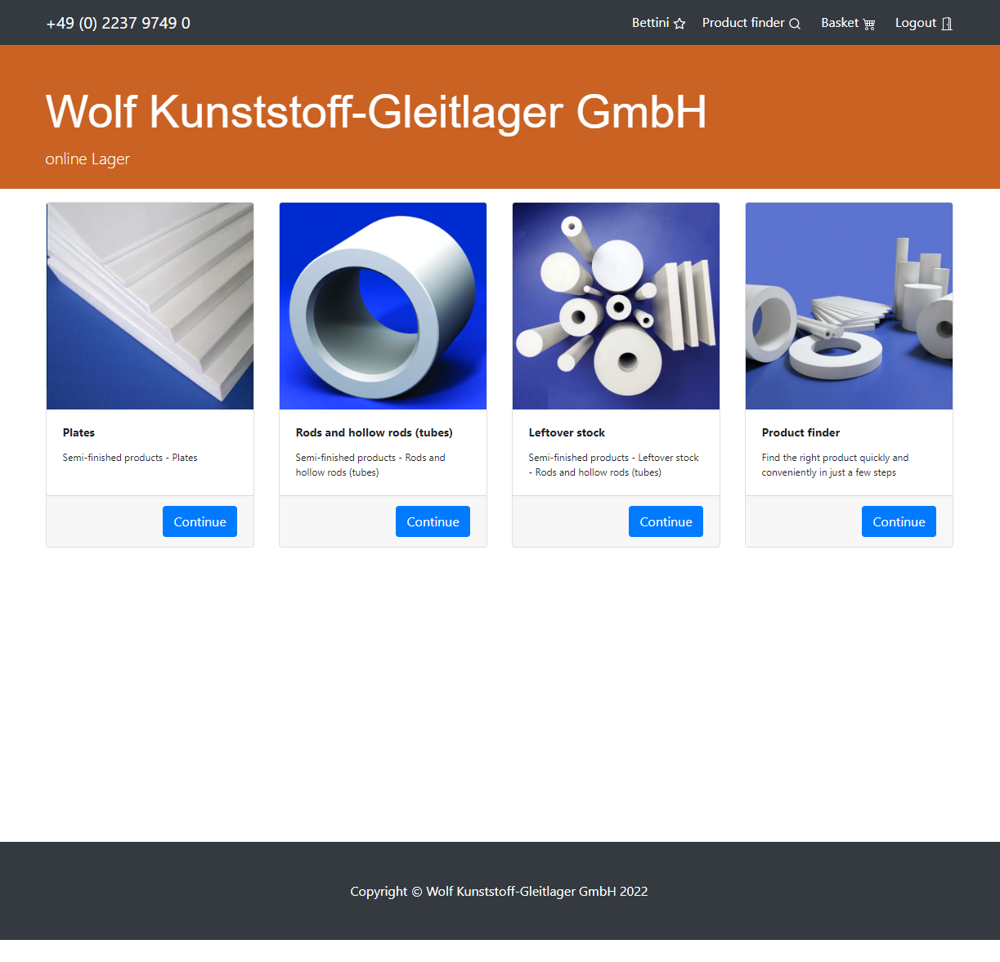 +49 (0) 2237 9749 0
Bettini
Product finder
Basket
Logout
Wolf Kunststoff-Gleitlager GmbH
online Lager
Plates
Semi-finished products - Plates
Continue
Rods and hollow rods (tubes)
Semi-finished products - Rods and
hollow rods (tubes)
Continue
Leftover stock
Semi-finished products - Leftover stock
- Rods and hollow rods (tubes)
Continue
Product finder
Find the right product quickly and
conveniently in just a few steps
Continue
Copyright © Wolf Kunststoff-Gleitlager GmbH 2022